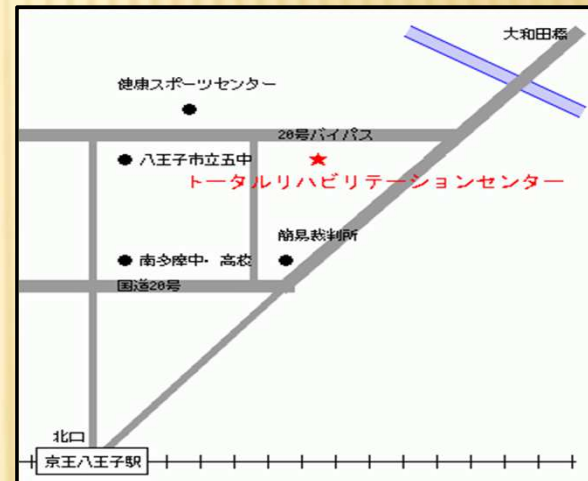 大和田橋
健康スポーツセンター
20号バイパス
八王子市立五中
トータルリハビリテーションセンター
簡易裁判所
南多摩中・高校
国道20号
北口
京王八王子駅